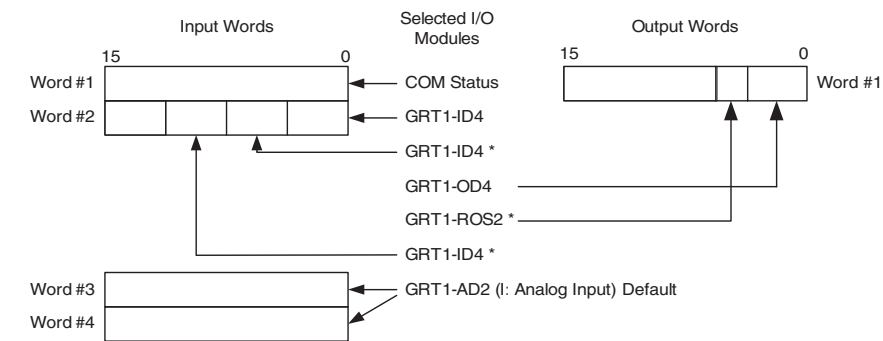 Input Words
Selected I/O
Modules
Output Words
15 0
15 0
Word #1
COM Status
Word #1
Word #2
GRT1-ID4
GRT1-ID4 *
GRT1-OD4
GRT1-ROS2 *
GRT1-ID4 *
Word #3
GRT1-AD2 (I: Analog Input) Default
Word #4